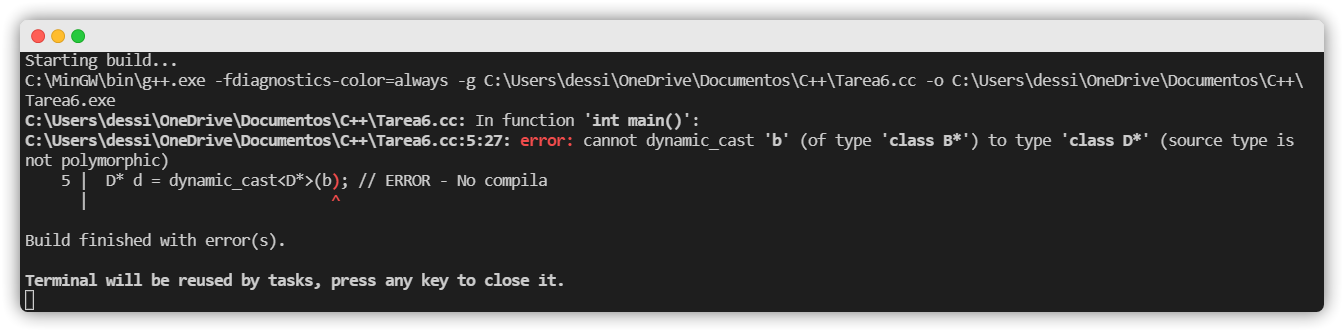 Starting build...
C:\MinGW\bin\g++.exe -fdiagnostics-color=always -g C:\Users\dessi\OneDrive\Documentos\C++\Tarea6.cc -o C:\Users\dessi\OneDrive\Documentos\C++\
Tarea6.exe
C:\Users\dessi\OneDrive\Documentos\C++\Tarea6.cc: In function 'int main()':
C:\Users\dessi\OneDrive\Documentos\C++\Tarea6.cc:5:27: error: cannot dynamic_cast 'b' (of type 'class B*') to type 'class D*' (source type is
not polymorphic)
    5 |  D* d = dynamic_cast<D*>(b); // ERROR - No compila
      |                           ^
Build finished with error(s).
Terminal will be reused by tasks, press any key to close it.